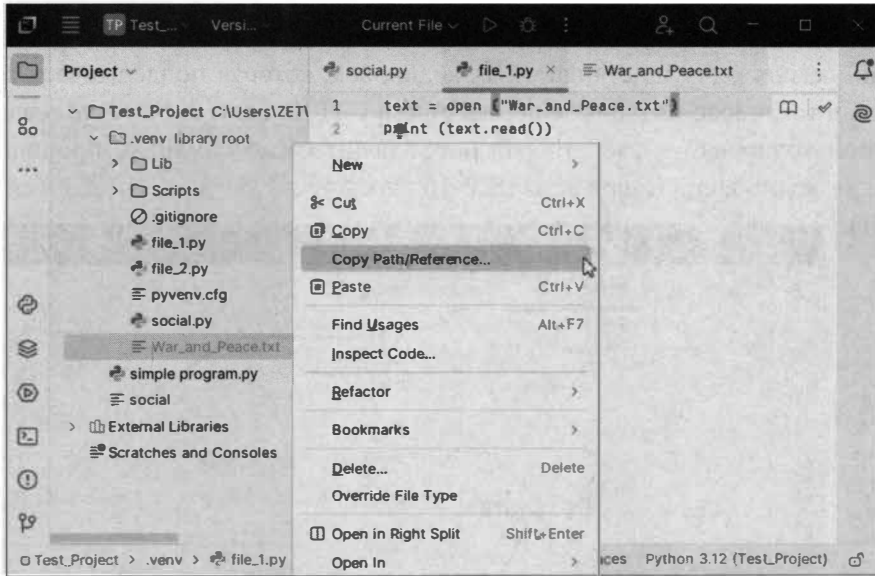 TP Test_... Versi... Current File
Project
social.py file_1.py × War_and_Peace.txt
Test_Project C:\Users\ZET\
.venv library root
Lib
Scripts
.gitignore
file_1.py
file_2.py
pyvenv.cfg
social.py
War_and_Peace.txt
simple program.py
social
External Libraries
Scratches and Consoles
1 text = open ("War_and_Peace.txt")
2 print (text.read())
New
Cut Ctrl+X
Copy Ctrl+C
Copy Path/Reference...
Paste Ctrl+V
Find Usages Alt+F7
Inspect Code...
Refactor
Bookmarks
Delete... Delete
Override File Type
Open in Right Split Shift+Enter
Open In
Test_Project > .venv > file_1.py
ices Python 3.12 (Test_Project)